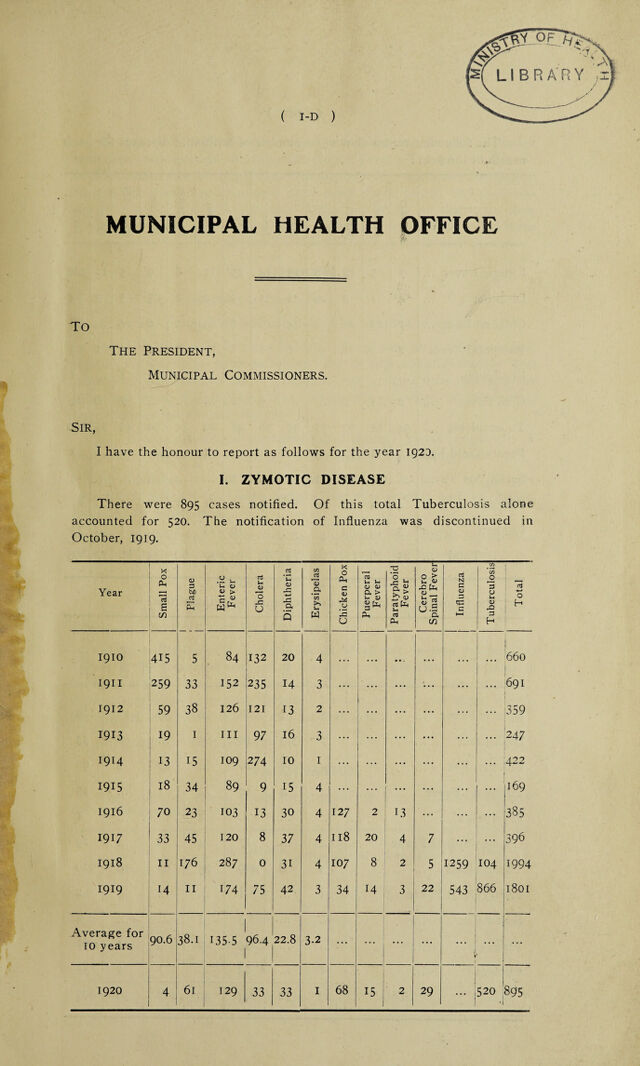 MINISTRY OF HEALTH
LIBRARY
( 1-D )
MUNICIPAL HEALTH OFFICE
To
The President,
Municipal Commissioners.
Sir,
I have the honour to report as follows for the year 1920.
I. ZYMOTIC DISEASE
There were 895 cases notified. Of this total Tuberculosis alone
accounted for 520. The notification of Influenza was discontinued in
October, 1919.
Year Small Pox Plague Enteric Fever Cholera Diphtheria Erysipelas Chicken Pox Puerperal Fever Paratyphoid Fever Cerebro Spinal Fever Influenza Tuberculosis Total
1910 415 5 84 132 20 4 ... ... ... ... ... ... 660
1911 259 33 152 235 14 3 ... ... ... ... ... ... 691
1912 59 38 126 121 13 2 ... ... ... ... ... ... 359
1913 19 1 111 97 16 3 ... ... ... ... ... ... 247
1914 13 15 109 274 10 1 ... ... ... ... ... ... 422
1915 18 34 89 9 15 4 ... ... ... ... ... ... 169
1916 70 23 103 13 30 4 127 2 13 ... ... ... 385
1917 33 45 120 8 37 4 118 20 4 7 ... ... 396
1918 11 176 287 0 31 4 107 8 2 5 1259 104 1994
1919 14 11 174 75 42 3 34 14 3 22 543 866 1801
Average for 10 years 90.6 38.1 135.5 96.4 22.8 3.2 ... ... ... ... ... ... ...
1920 4 61 129 33 33 1 68 15 2 29 ... 520 895